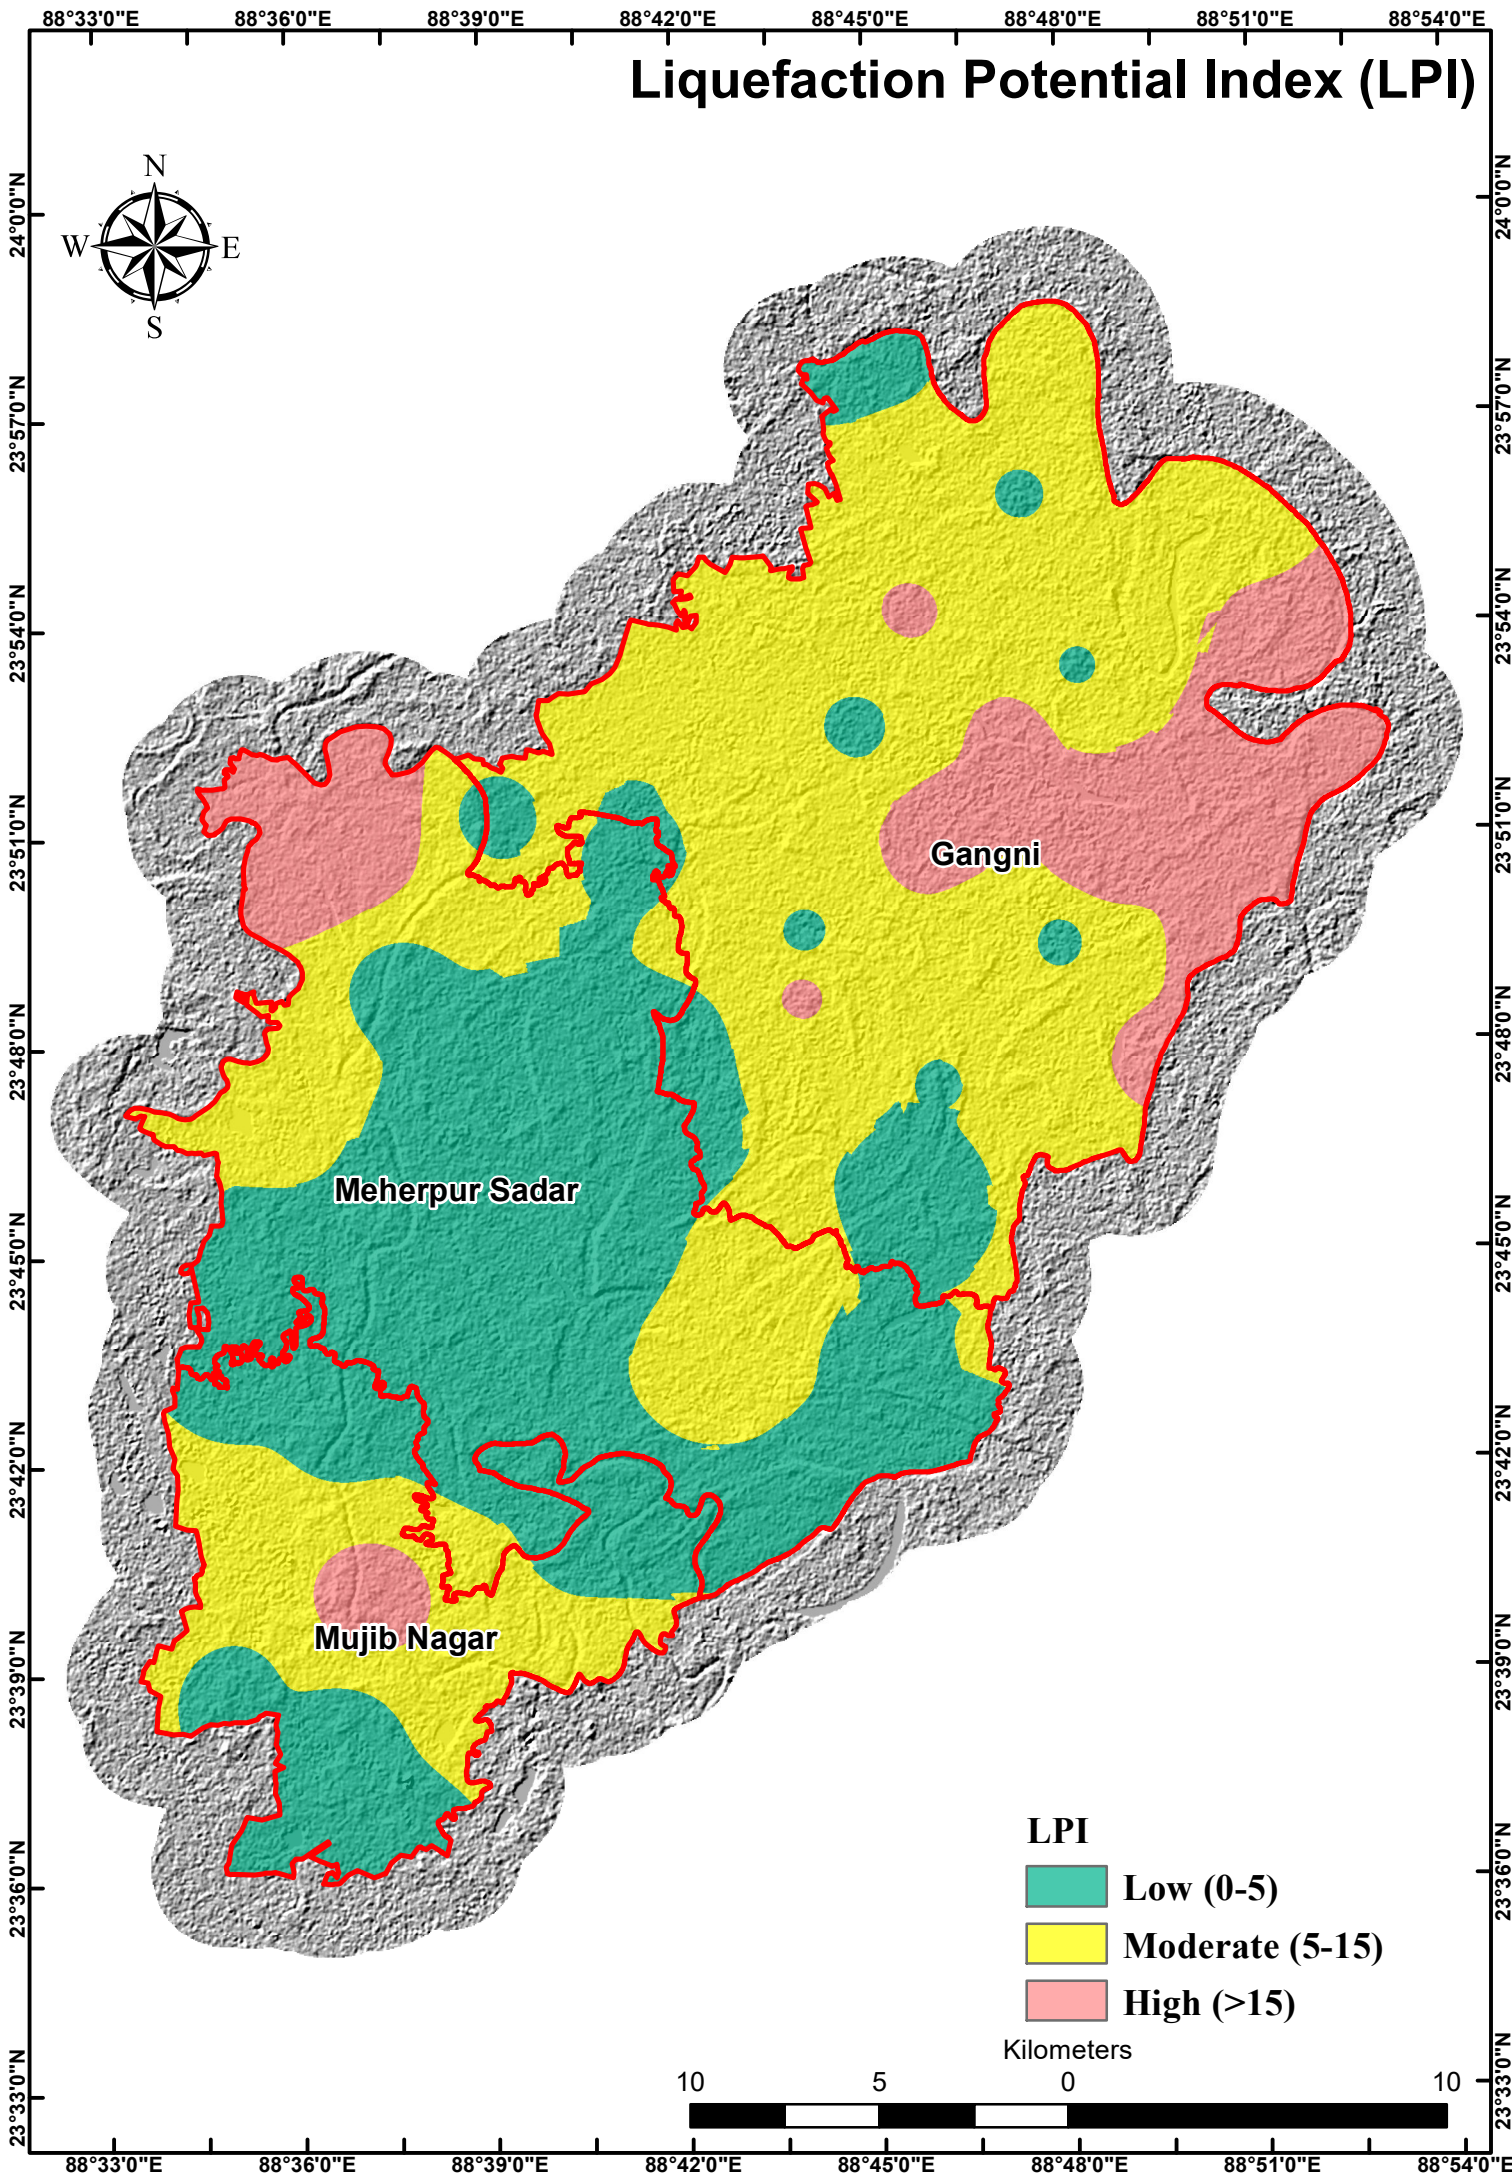 88°33'0"E 88°36'0"E 88°39'0"E 88°42'0"E 88°45'0"E 88°48'0"E 88°51'0"E 88°54'0"E
Liquefaction Potential Index (LPI)
N
W E
S
24°0'0"N 24°0'0"N
23°57'0"N 23°57'0"N
23°54'0"N 23°54'0"N
23°51'0"N 23°51'0"N
Gangni
23°48'0"N 23°48'0"N
Meherpur Sadar
23°45'0"N 23°45'0"N
23°42'0"N 23°42'0"N
Mujib Nagar
23°39'0"N 23°39'0"N
LPI
23°36'0"N 23°36'0"N
Low (0-5)
Moderate (5-15)
High (>15)
Kilometers
10 5 0 10
23°33'0"N 23°33'0"N
88°33'0"E 88°36'0"E 88°39'0"E 88°42'0"E 88°45'0"E 88°48'0"E 88°51'0"E 88°54'0"E